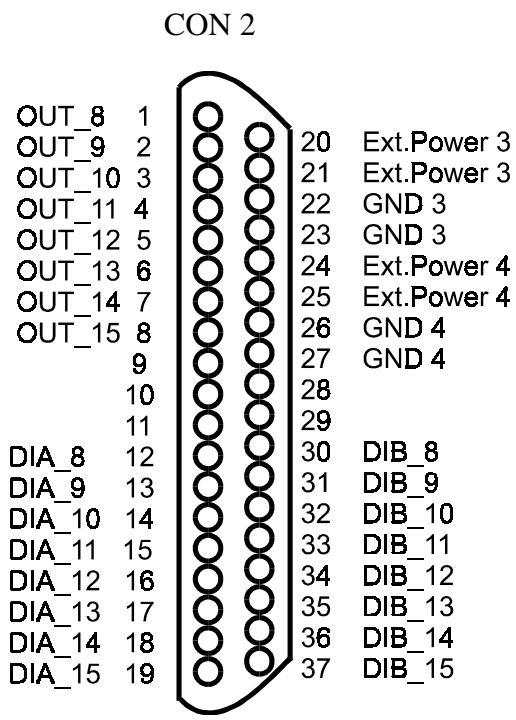 CON 2
OUT_8 1
OUT_9 2
OUT_10 3
OUT_11 4
OUT_12 5
OUT_13 6
OUT_14 7
OUT_15 8
9
10
11
DIA_8 12
DIA_9 13
DIA_10 14
DIA_11 15
DIA_12 16
DIA_13 17
DIA_14 18
DIA_15 19
20 Ext.Power 3
21 Ext.Power 3
22 GND 3
23 GND 3
24 Ext.Power 4
25 Ext.Power 4
26 GND 4
27 GND 4
28
29
30 DIB_8
31 DIB_9
32 DIB_10
33 DIB_11
34 DIB_12
35 DIB_13
36 DIB_14
37 DIB_15